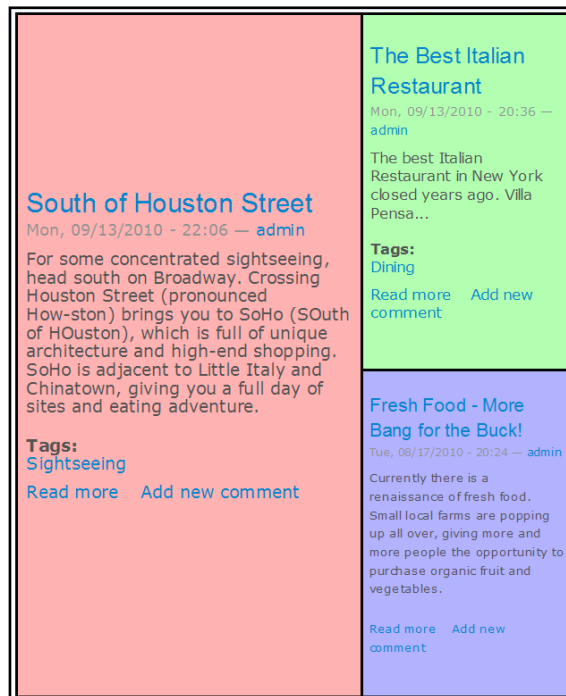 South of Houston Street
Mon, 09/13/2010 - 22:06 — admin
For some concentrated sightseeing,
head south on Broadway. Crossing
Houston Street (pronounced
How-ston) brings you to SoHo (SOuth
of HOuston), which is full of unique
architecture and high-end shopping.
SoHo is adjacent to Little Italy and
Chinatown, giving you a full day of
sites and eating adventure.
Tags:
Sightseeing
Read more Add new comment
The Best Italian
Restaurant
Mon, 09/13/2010 - 20:36 —
admin
The best Italian
Restaurant in New York
closed years ago. Villa
Pensa...
Tags:
Dining
Read more Add new
comment
Fresh Food - More
Bang for the Buck!
Tue, 08/17/2010 - 20:24 — admin
Currently there is a
renaissance of fresh food.
Small local farms are popping
up all over, giving more and
more people the opportunity to
purchase organic fruit and
vegetables.
Read more Add new
comment